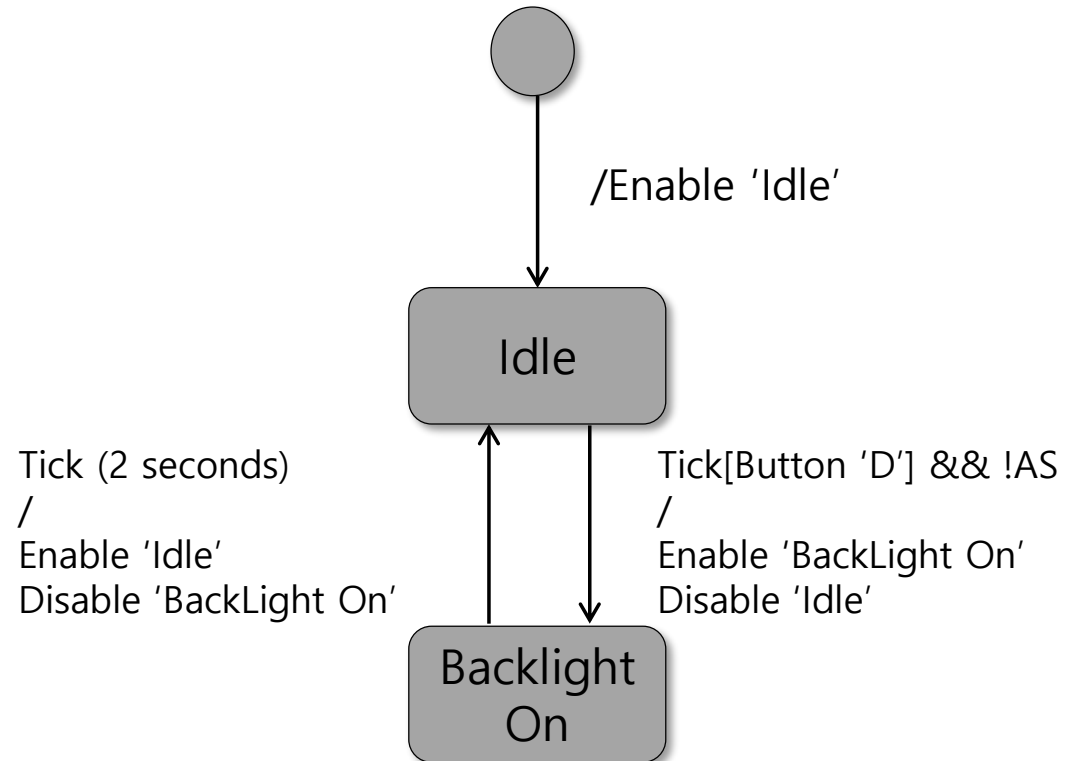 /Enable ‘Idle’
Idle
Tick (2 seconds)
/
Enable ‘Idle’
Disable ‘BackLight On’
Tick[Button ‘D’] && !AS
/
Enable ‘BackLight On’
Disable ‘Idle’
Backlight
On